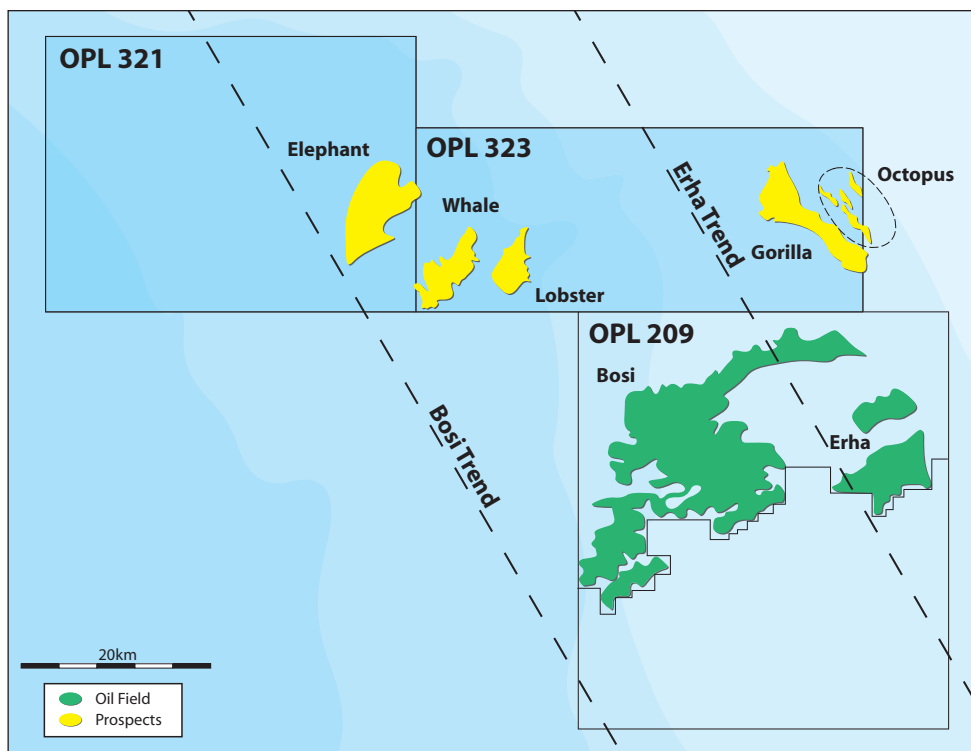 OPL 321
Elephant
OPL 323
Whale
Lobster
Erha Trend
Gorilla
Octopus
OPL 209
Bosi
Erha
Bosi Trend
20km
Oil Field
Prospects